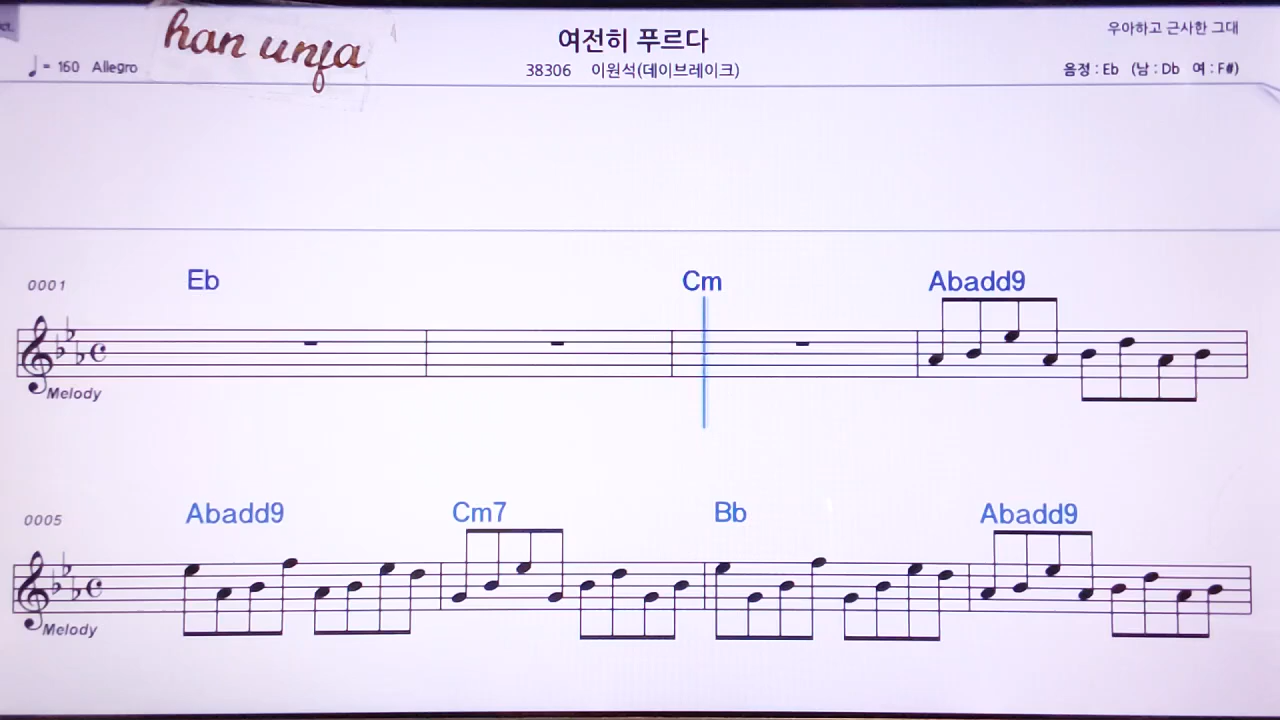 han unfa
여전히 푸르다
우아하고 근사한 그대
♩= 160 Allegro
38306 이원석(데이브레이크)
음정 : Eb (남 : Db 여 : F#)
0001 Eb Cm Abadd9
Melody
0005 Abadd9 Cm7 Bb Abadd9
Melody